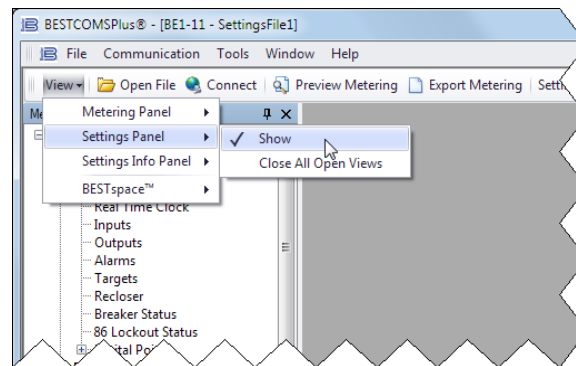 BESTCOMSPlus® - [BE1-11 - SettingsFile1]
File Communication Tools Window Help
View Open File Connect Preview Metering Export Metering
Metering Panel
Settings Panel
Show
Settings Info Panel
Close All Open Views
BESTspace™
Real Time Clock
Inputs
Outputs
Alarms
Targets
Recloser
Breaker Status
86 Lockout Status